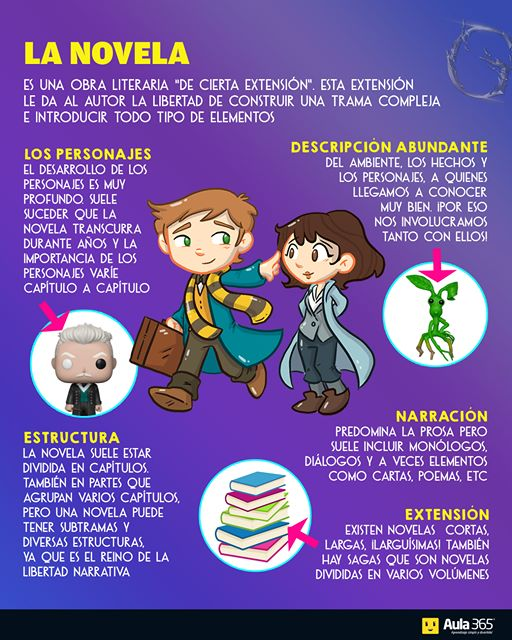 LA NOVELA
ES UNA OBRA LITERARIA "DE CIERTA EXTENSIÓN". ESTA EXTENSIÓN
LE DA AL AUTOR LA LIBERTAD DE CONSTRUIR UNA TRAMA COMPLEJA
E INTRODUCIR TODO TIPO DE ELEMENTOS
LOS PERSONAJES
EL DESARROLLO DE LOS
PERSONAJES ES MUY
PROFUNDO. SUELE
SUCEDER QUE LA
NOVELA TRANSCURRA
DURANTE AÑOS Y LA
IMPORTANCIA DE LOS
PERSONAJES VARÍE
CAPÍTULO A CAPÍTULO
DESCRIPCIÓN ABUNDANTE
DEL AMBIENTE, LOS HECHOS Y
LOS PERSONAJES, A QUIENES
LLEGAMOS A CONOCER
MUY BIEN. ¡POR ESO
NOS INVOLUCRAMOS
TANTO CON ELLOS!
ESTRUCTURA
LA NOVELA SUELE ESTAR
DIVIDIDA EN CAPÍTULOS.
TAMBIÉN EN PARTES QUE
AGRUPAN VARIOS CAPÍTULOS,
PERO UNA NOVELA PUEDE
TENER SUBTRAMAS Y
DIVERSAS ESTRUCTURAS,
YA QUE ES EL REINO DE LA
LIBERTAD NARRATIVA
NARRACIÓN
PREDOMINA LA PROSA PERO
SUELE INCLUIR MONÓLOGOS,
DIÁLOGOS Y A VECES ELEMENTOS
COMO CARTAS, POEMAS, ETC
EXTENSIÓN
EXISTEN NOVELAS CORTAS,
LARGAS, ¡LARGUÍSIMAS! TAMBIÉN
HAY SAGAS QUE SON NOVELAS
DIVIDIDAS EN VARIOS VOLÚMENES
Aula 365
Aprendizaje simple y divertido